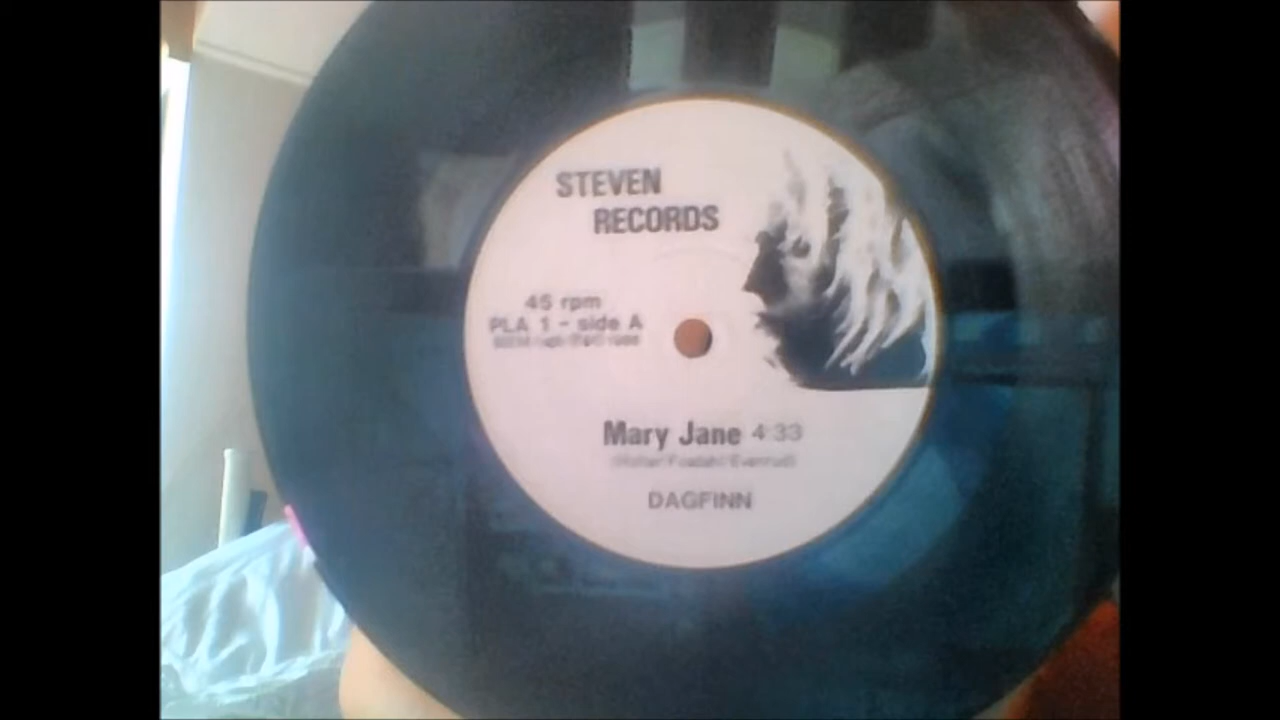 STEVEN
RECORDS
45 rpm
PLA 1 - side A
Mary Jane 4:33
DAGFINN